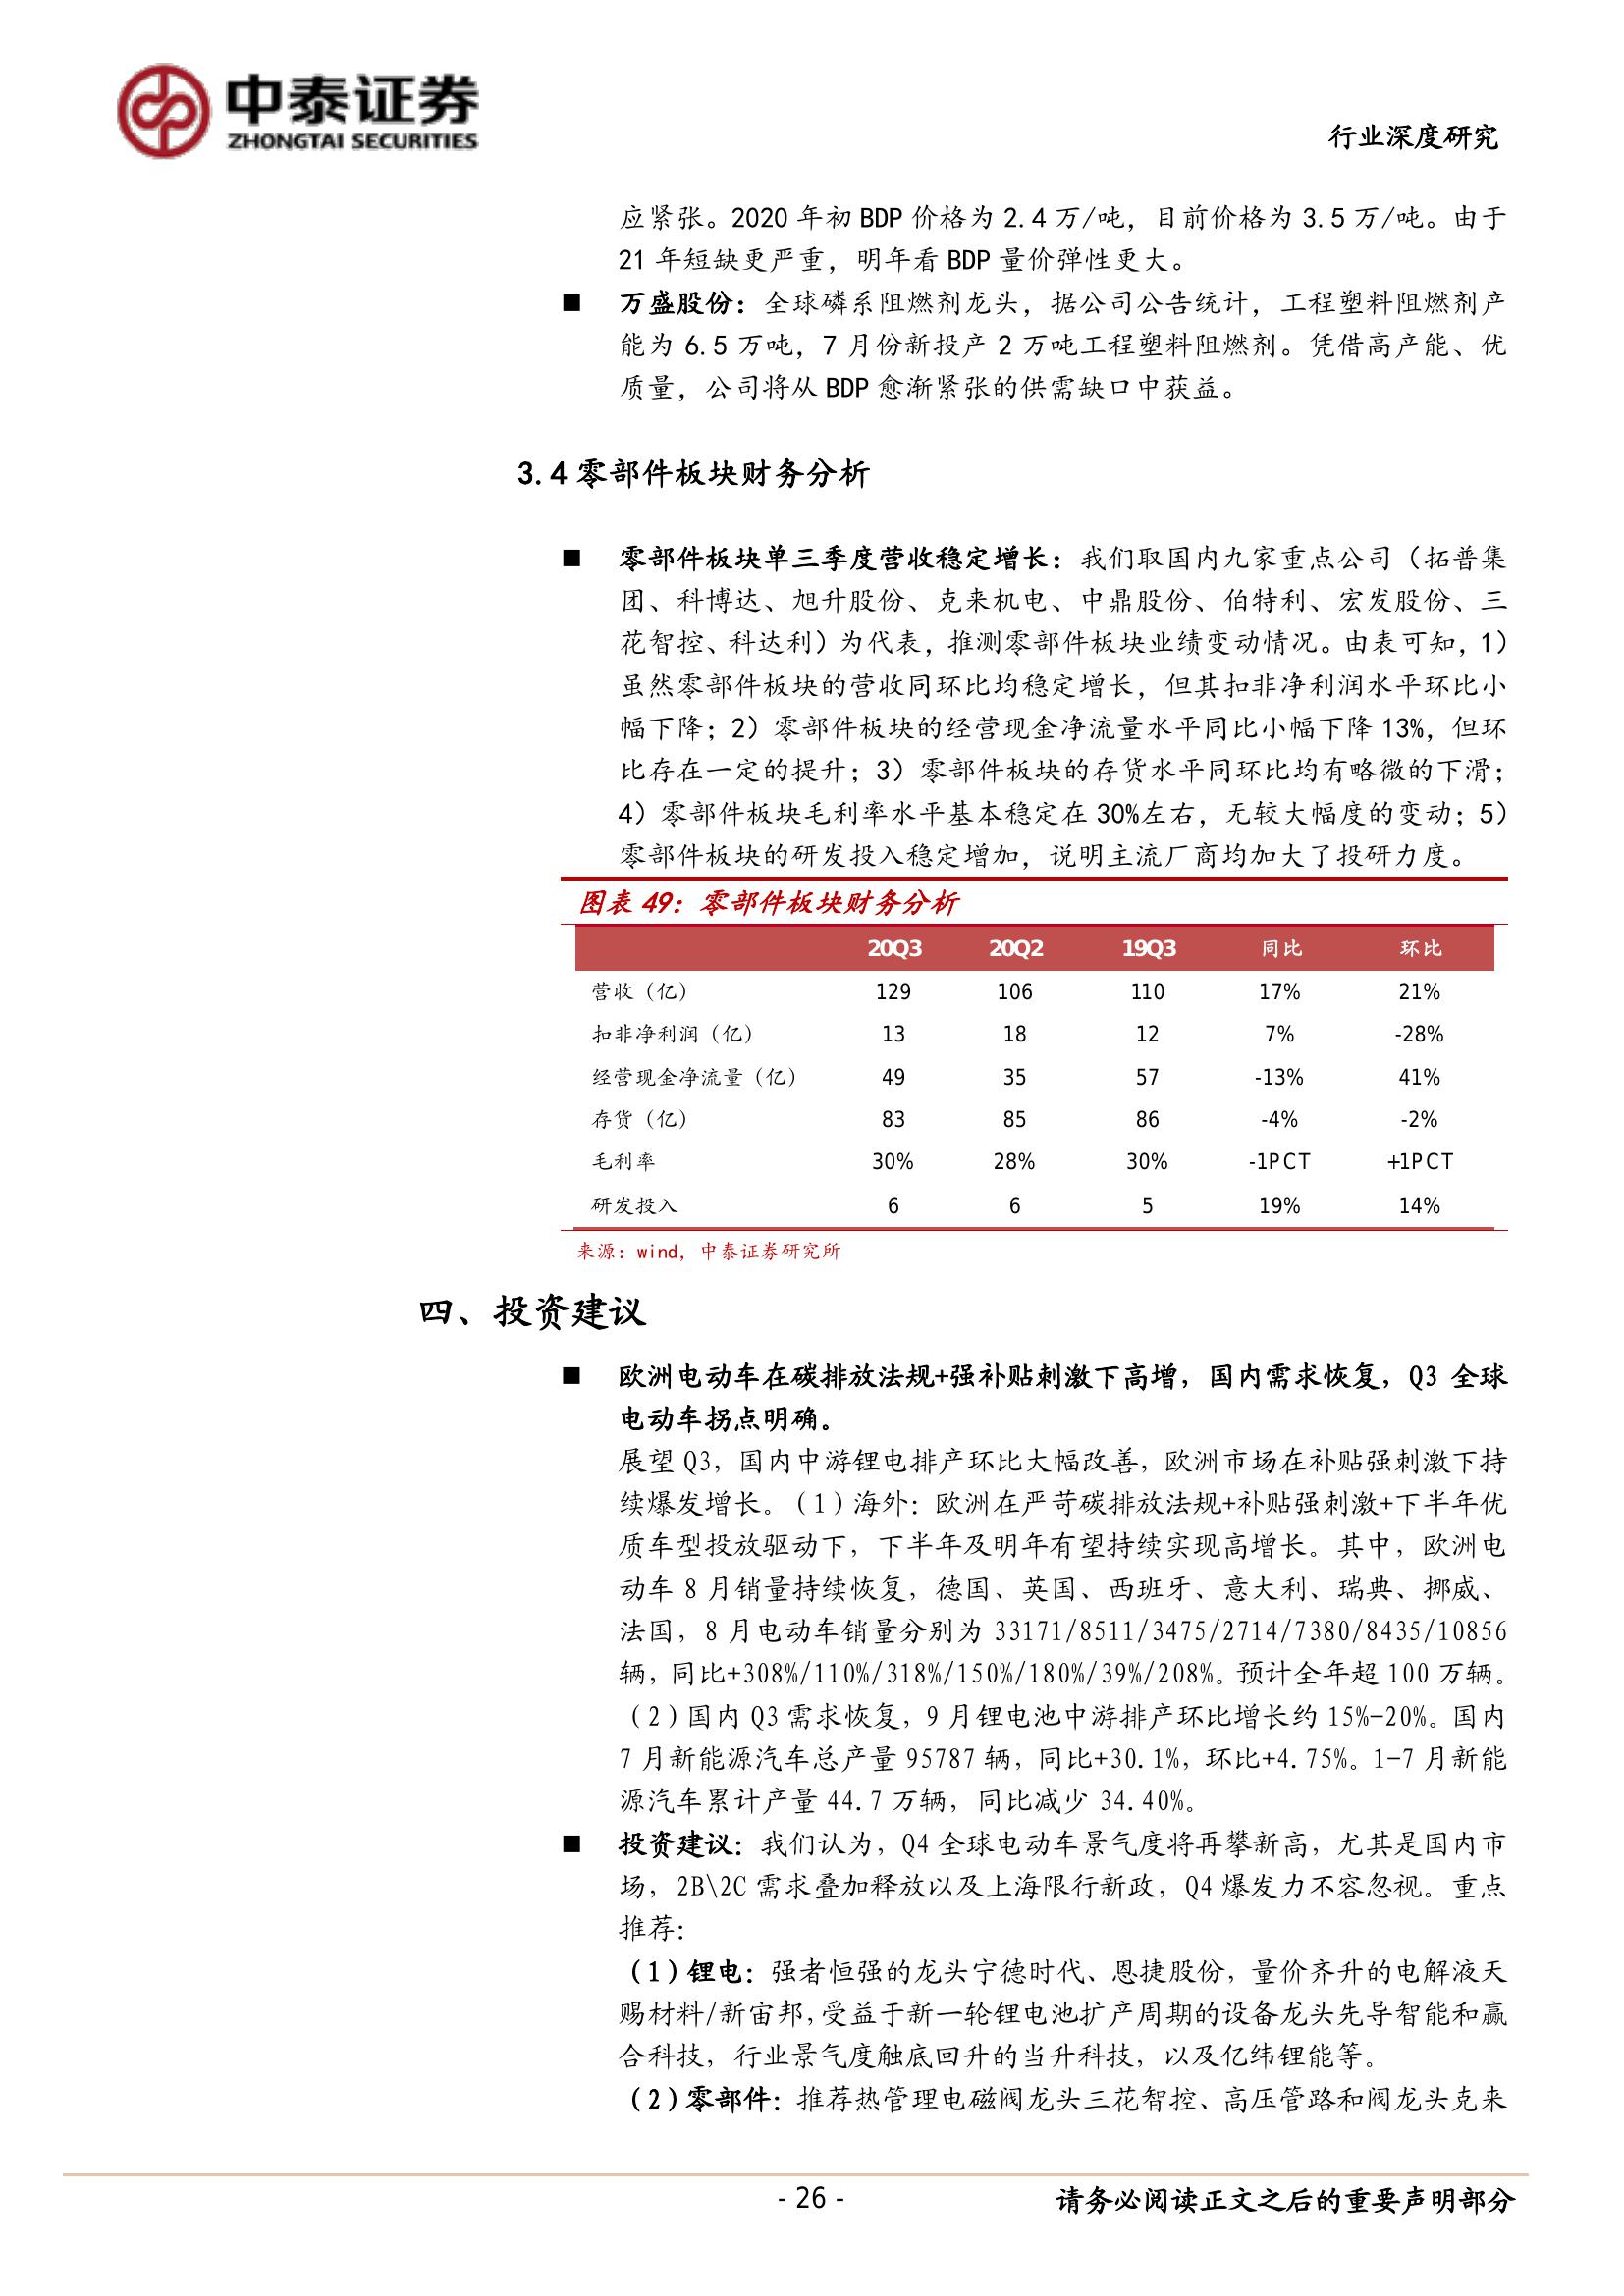 中泰证券
ZHONGTAI SECURITIES
行业深度研究
应紧张。2020 年初 BDP 价格为 2.4 万/吨，目前价格为 3.5 万/吨。由于
21 年短缺更严重，明年看 BDP 量价弹性更大。
■ 万盛股份：全球磷系阻燃剂龙头，据公司公告统计，工程塑料阻燃剂产
能为 6.5 万吨，7 月份新投产 2 万吨工程塑料阻燃剂。凭借高产能、优
质量，公司将从 BDP 愈渐紧张的供需缺口中获益。
3.4 零部件板块财务分析
■ 零部件板块单三季度营收稳定增长：我们取国内九家重点公司（拓普集
团、科博达、旭升股份、克来机电、中鼎股份、伯特利、宏发股份、三
花智控、科达利）为代表，推测零部件板块业绩变动情况。由表可知，1）
虽然零部件板块的营收同环比均稳定增长，但其扣非净利润水平环比小
幅下降；2）零部件板块的经营现金净流量水平同比小幅下降 13%，但环
比存在一定的提升；3）零部件板块的存货水平同环比均有略微的下滑；
4）零部件板块毛利率水平基本稳定在 30%左右，无较大幅度的变动；5）
零部件板块的研发投入稳定增加，说明主流厂商均加大了投研力度。
图表 49：零部件板块财务分析
20Q3 20Q2 19Q3 同比 环比
营收（亿） 129 106 110 17% 21%
扣非净利润（亿） 13 18 12 7% -28%
经营现金净流量（亿） 49 35 57 -13% 41%
存货（亿） 83 85 86 -4% -2%
毛利率 30% 28% 30% -1PCT +1PCT
研发投入 6 6 5 19% 14%
来源：wind，中泰证券研究所
四、投资建议
■ 欧洲电动车在碳排放法规+强补贴刺激下高增，国内需求恢复，Q3 全球
电动车拐点明确。
展望 Q3，国内中游锂电排产环比大幅改善，欧洲市场在补贴强刺激下持
续爆发增长。（1）海外：欧洲在严苛碳排放法规+补贴强刺激+下半年优
质车型投放驱动下，下半年及明年有望持续实现高增长。其中，欧洲电
动车 8 月销量持续恢复，德国、英国、西班牙、意大利、瑞典、挪威、
法国，8 月电动车销量分别为 33171/8511/3475/2714/7380/8435/10856
辆，同比+308%/110%/318%/150%/180%/39%/208%。预计全年超 100 万辆。
（2）国内 Q3 需求恢复，9 月锂电池中游排产环比增长约 15%-20%。国内
7 月新能源汽车总产量 95787 辆，同比+30.1%，环比+4.75%。1-7 月新能
源汽车累计产量 44.7 万辆，同比减少 34.40%。
■ 投资建议：我们认为，Q4 全球电动车景气度将再攀新高，尤其是国内市
场，2B\2C 需求叠加释放以及上海限行新政，Q4 爆发力不容忽视。重点
推荐：
（1）锂电：强者恒强的龙头宁德时代、恩捷股份，量价齐升的电解液天
赐材料/新宙邦，受益于新一轮锂电池扩产周期的设备龙头先导智能和赢
合科技，行业景气度触底回升的当升科技，以及亿纬锂能等。
（2）零部件：推荐热管理电磁阀龙头三花智控、高压管路和阀龙头克来
- 26 -
请务必阅读正文之后的重要声明部分